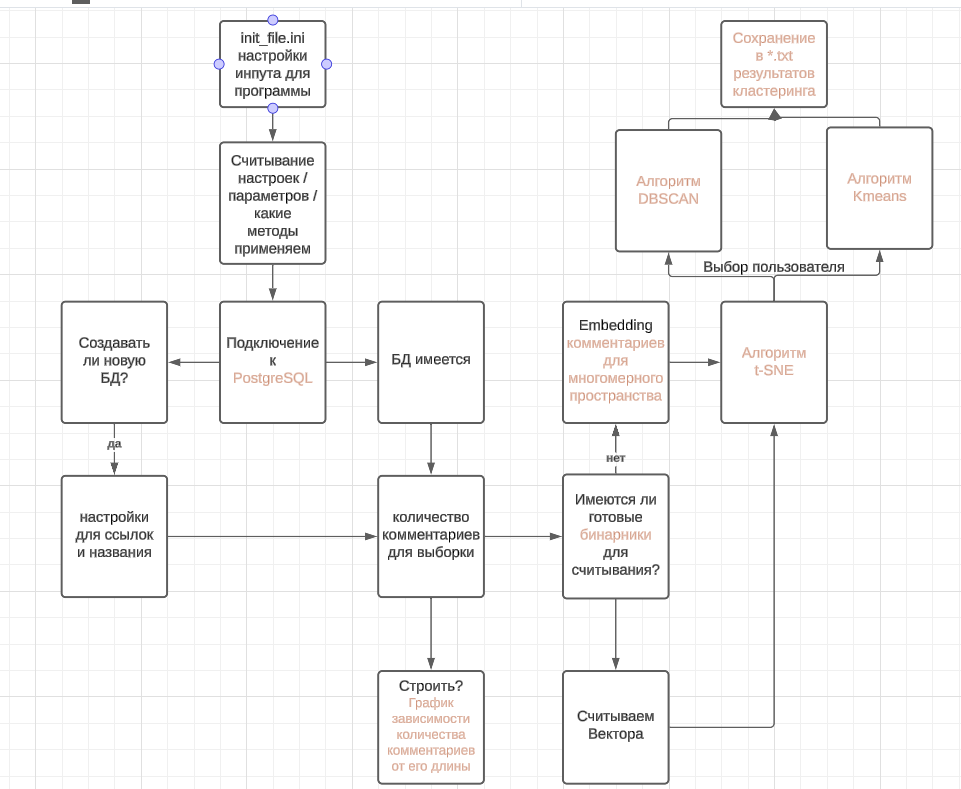 init_file.ini
настройки
инпута для
программы
Сохранение
в *.txt
результатов
кластеринга
Считывание
настроек /
параметров /
какие
методы
применяем
Алгоритм
DBSCAN
Алгоритм
Kmeans
Выбор пользователя
Создавать
ли новую
БД?
Подключение
к
PostgreSQL
БД имеется
Embedding
комментариев
для
многомерного
пространства
Алгоритм
t-SNE
да
нет
настройки
для ссылок
и названия
количество
комментариев
для выборки
Имеются ли
готовые
бинарники
для
считывания?
Строить?
График
зависимости
количества
комментариев
от его длины
Считываем
Вектора